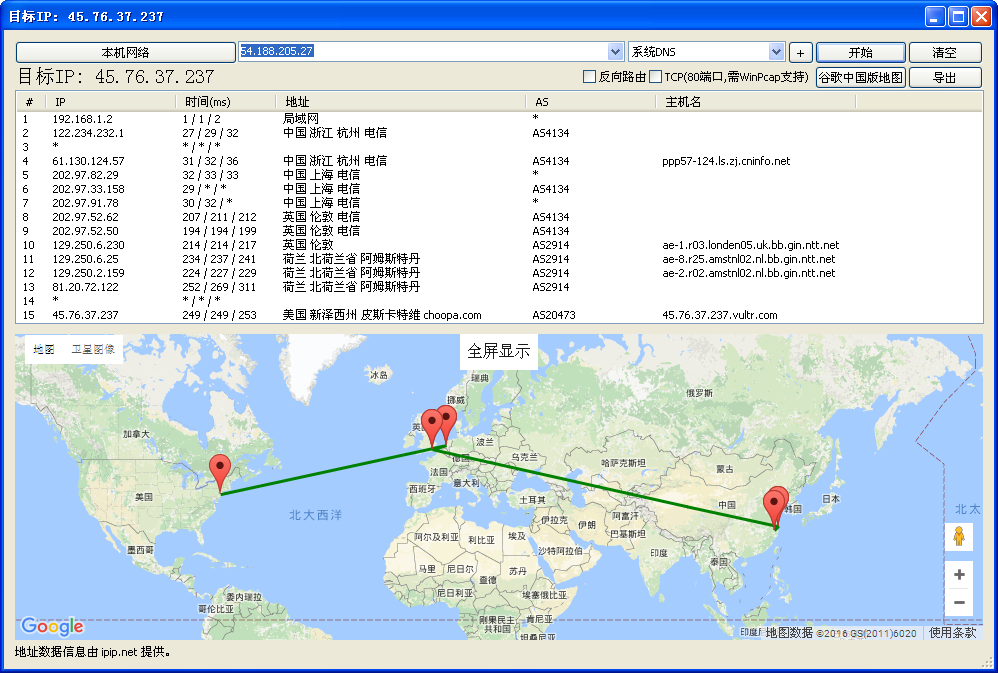 目标IP: 45.76.37.237
本机网络 54.188.205.27 系统DNS + 开始 清空
目标IP: 45.76.37.237 反向路由 TCP(80端口,需WinPcap支持) 谷歌中国版地图 导出
# IP 时间(ms) 地址 AS 主机名
1 192.168.1.2 1 / 1 / 2 局域网 *
2 122.234.232.1 27 / 29 / 32 中国 浙江 杭州 电信 AS4134
3 * * / * / *
4 61.130.124.57 31 / 32 / 36 中国 浙江 杭州 电信 AS4134 ppp57-124.ls.zj.cninfo.net
5 202.97.82.29 32 / 33 / 33 中国 上海 电信 *
6 202.97.33.158 29 / * / * 中国 上海 电信 AS4134
7 202.97.91.78 30 / 32 / * 中国 上海 电信 *
8 202.97.52.62 207 / 211 / 212 英国 伦敦 电信 AS4134
9 202.97.52.50 194 / 194 / 199 英国 伦敦 电信 AS4134
10 129.250.6.230 214 / 214 / 217 英国 伦敦 AS2914 ae-1.r03.londen05.uk.bb.gin.ntt.net
11 129.250.6.25 234 / 237 / 241 荷兰 北荷兰省 阿姆斯特丹 AS2914 ae-8.r25.amstnl02.nl.bb.gin.ntt.net
12 129.250.2.159 224 / 227 / 229 荷兰 北荷兰省 阿姆斯特丹 AS2914 ae-2.r02.amstnl02.nl.bb.gin.ntt.net
13 81.20.72.122 252 / 269 / 311 荷兰 北荷兰省 阿姆斯特丹 AS2914
14 * * / * / *
15 45.76.37.237 249 / 249 / 253 美国 新泽西州 皮斯卡特维 choopa.com AS20473 45.76.37.237.vultr.com
地图 卫星图像 全屏显示
冰岛
瑞典
俄罗斯
挪威
加拿大 英
波兰
乌克兰
德国
哈萨克斯坦
蒙古
法国
意大利
美国
西班牙
土耳其
中国
日本
韩国
北大西洋
北太
伊拉克 伊朗
阿富汗
巴基斯坦
阿尔及利亚 利比亚 埃及
墨西哥
沙特阿拉伯 印度
泰国
马里 尼日尔 苏丹
乍得
尼日利亚
埃塞俄比亚
委内瑞拉
哥伦比亚
刚果民主
共和国
肯尼亚
坦桑尼亚
+
−
Google
印度 地图数据 ©2016 GS(2011)6020 使用条款
地址数据信息由 ipip.net 提供。